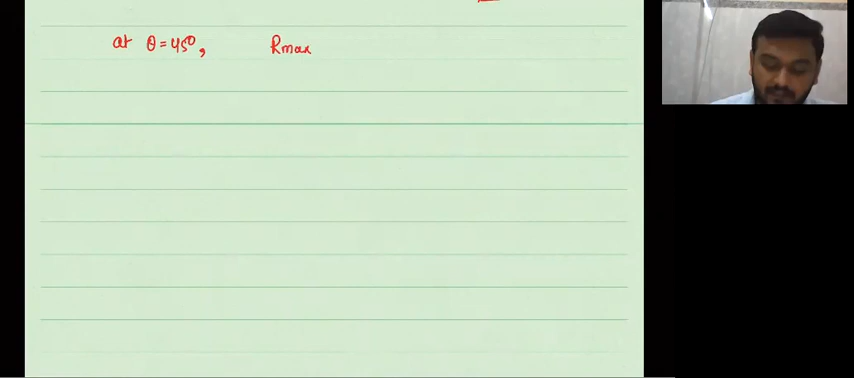 at θ = 45°, Rmax